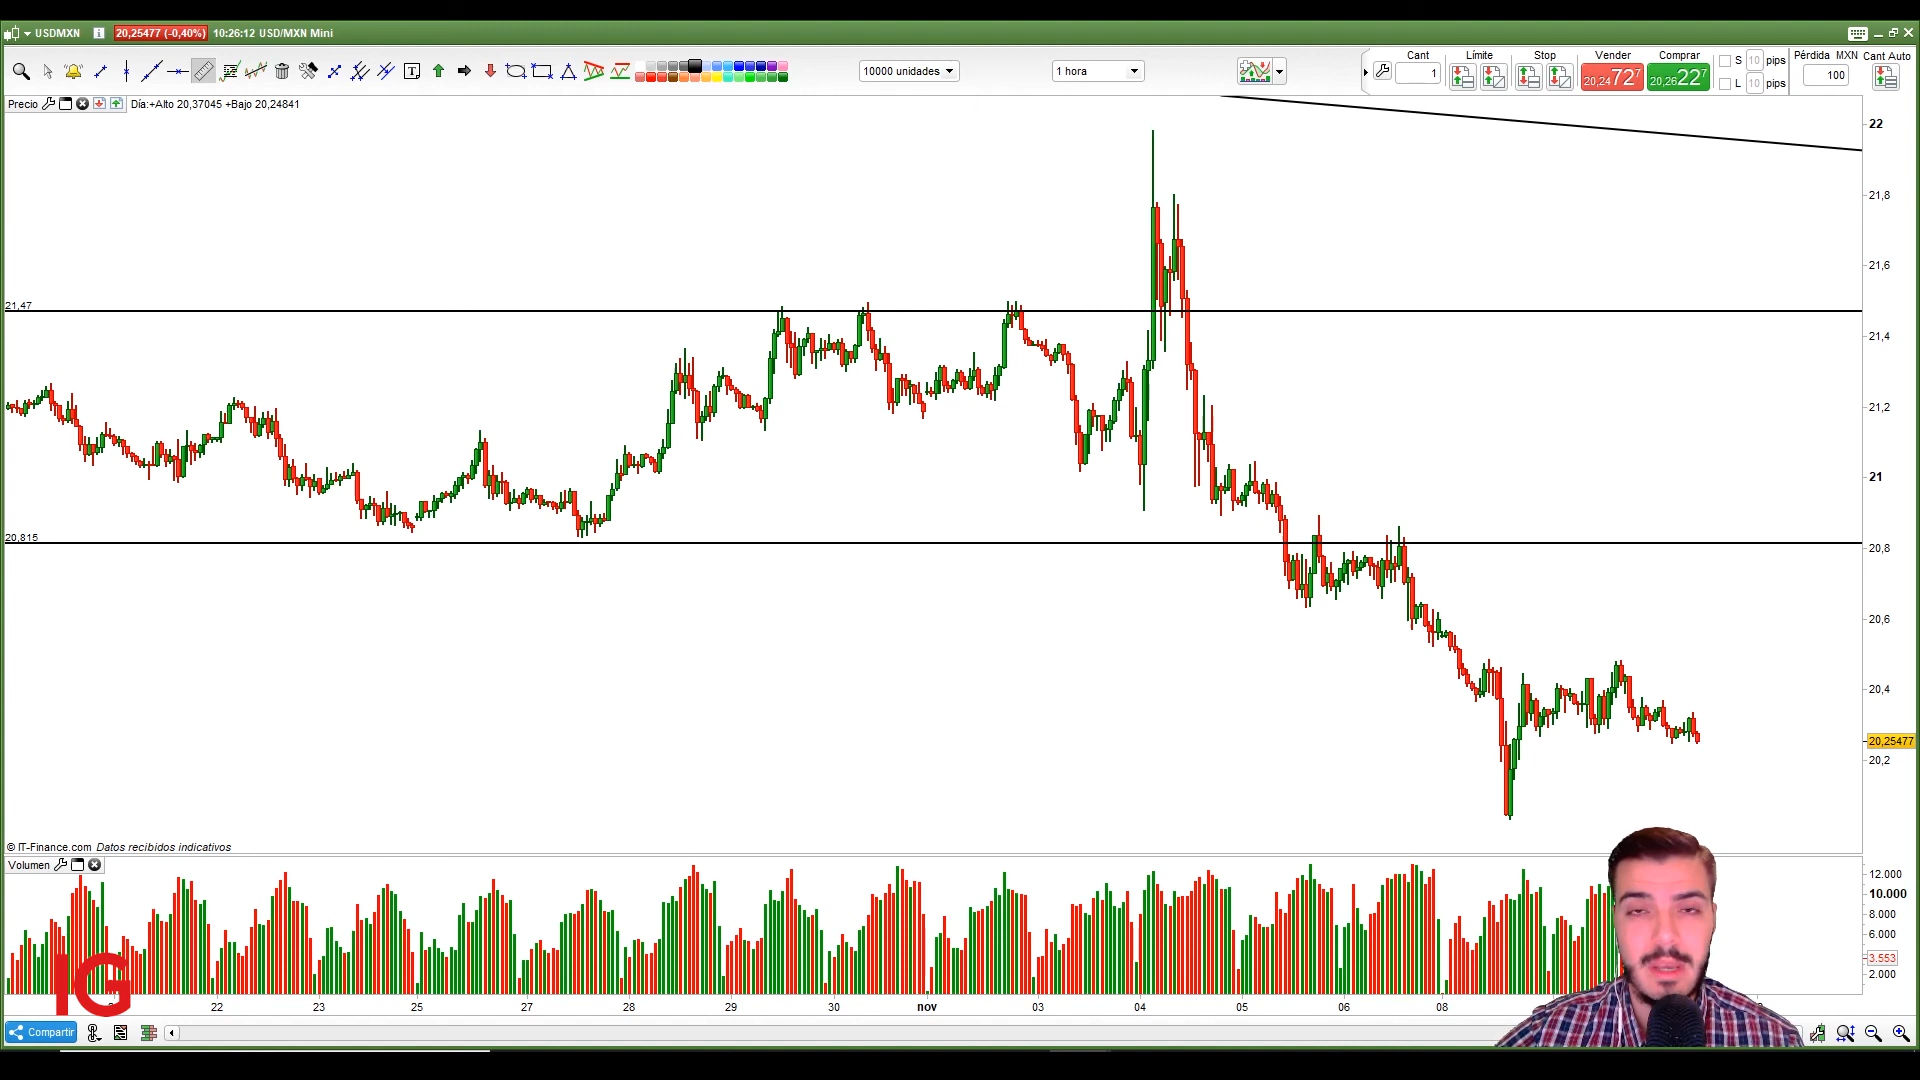 USDMXN 20,25477 (-0,40%) 10:26:12 USD/MXN Mini
10000 unidades
1 hora
Cant
1
Límite
Stop
Vender
20,24 72 7
Comprar
20,26 22 7
S 10 pips
L 10 pips
Pérdida MXN
100
Cant Auto
Precio
Día:+Alto 20,37045 +Bajo 20,24841
22
21,8
21,6
21,47
21,4
21,2
21
20,815
20,8
20,6
20,4
20,25477
20,2
© IT-Finance.com Datos recibidos indicativos
Volumen
12.000
10.000
8.000
6.000
3.553
2.000
IG
22
23
25
27
28
29
30
nov
03
04
05
06
08
Compartir